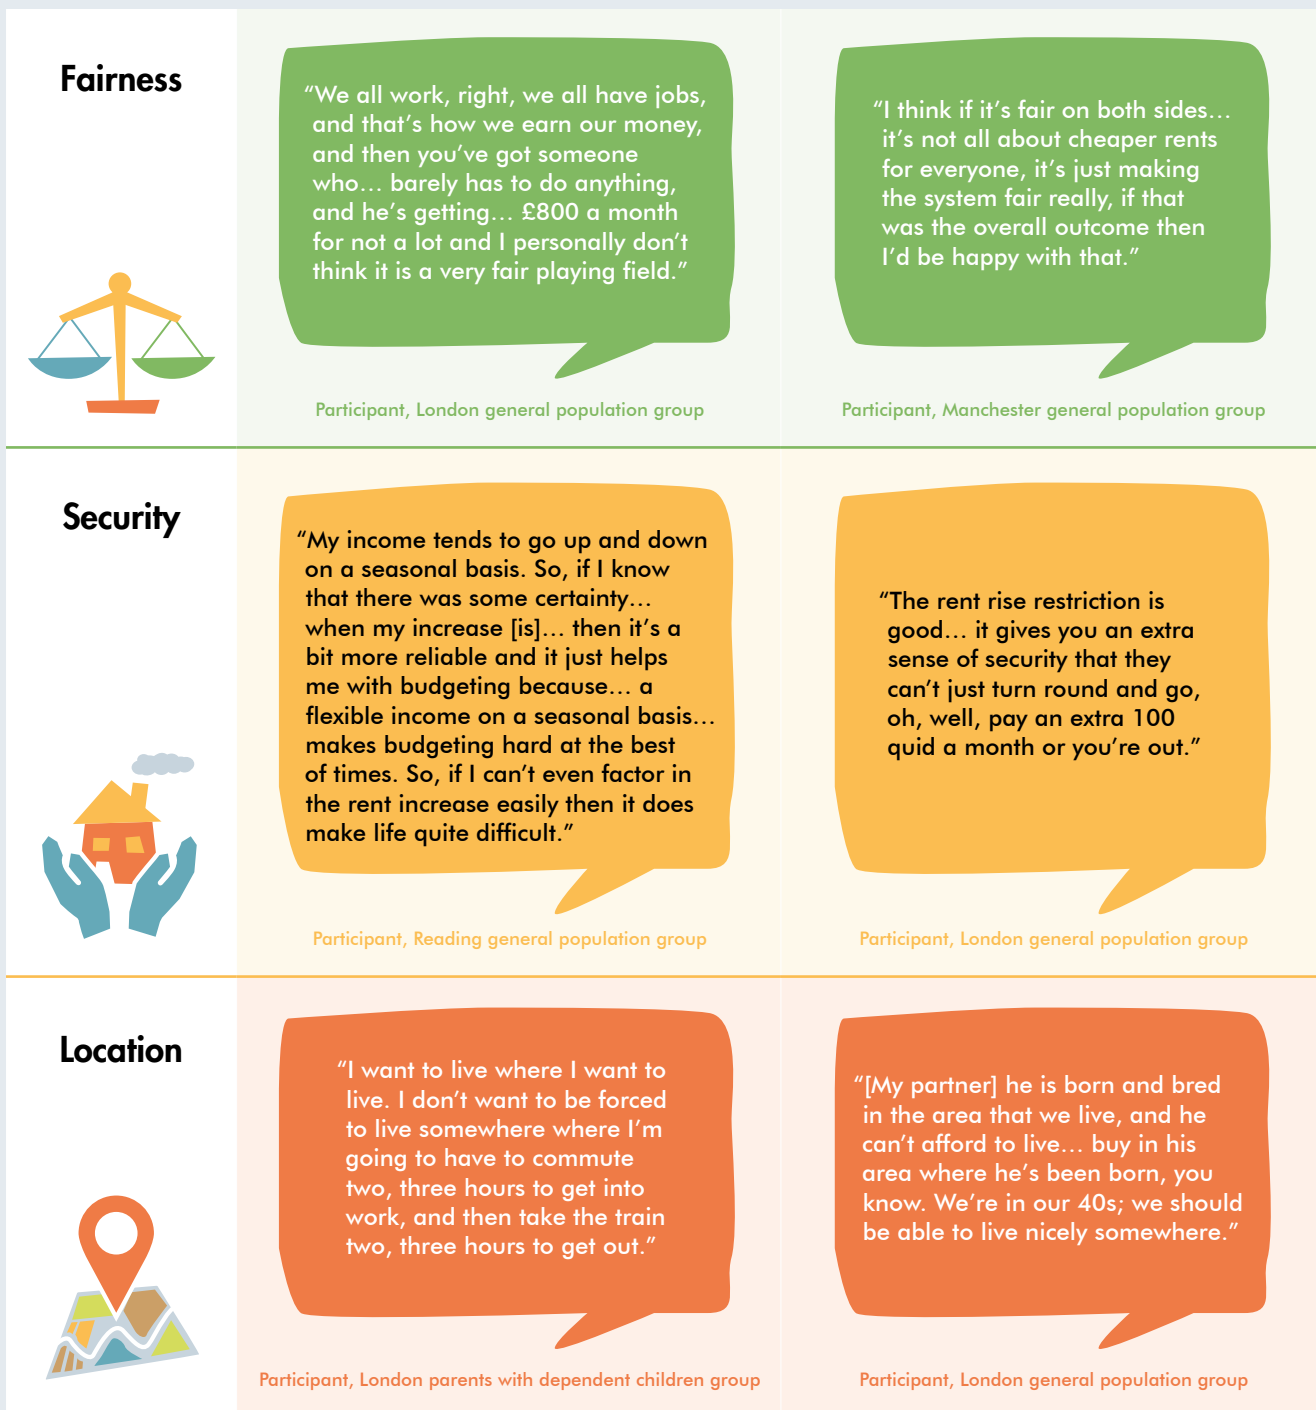 Fairness
“We all work, right, we all have jobs,
and that’s how we earn our money,
and then you’ve got someone
who… barely has to do anything,
and he’s getting… £800 a month
for not a lot and I personally don’t
think it is a very fair playing field.”
Participant, London general population group
“I think if it’s fair on both sides…
it’s not all about cheaper rents
for everyone, it’s just making
the system fair really, if that
was the overall outcome then
I’d be happy with that.”
Participant, Manchester general population group
Security
“My income tends to go up and down
on a seasonal basis. So, if I know
that there was some certainty…
when my increase [is]… then it’s a
bit more reliable and it just helps
me with budgeting because… a
flexible income on a seasonal basis…
makes budgeting hard at the best
of times. So, if I can’t even factor in
the rent increase easily then it does
make life quite difficult.”
Participant, Reading general population group
“The rent rise restriction is
good… it gives you an extra
sense of security that they
can’t just turn round and go,
oh, well, pay an extra 100
quid a month or you’re out.”
Participant, London general population group
Location
“I want to live where I want to
live. I don’t want to be forced
to live somewhere where I’m
going to have to commute
two, three hours to get into
work, and then take the train
two, three hours to get out.”
Participant, London parents with dependent children group
“[My partner] he is born and bred
in the area that we live, and he
can’t afford to live… buy in his
area where he’s been born, you
know. We’re in our 40s; we should
be able to live nicely somewhere.”
Participant, London general population group